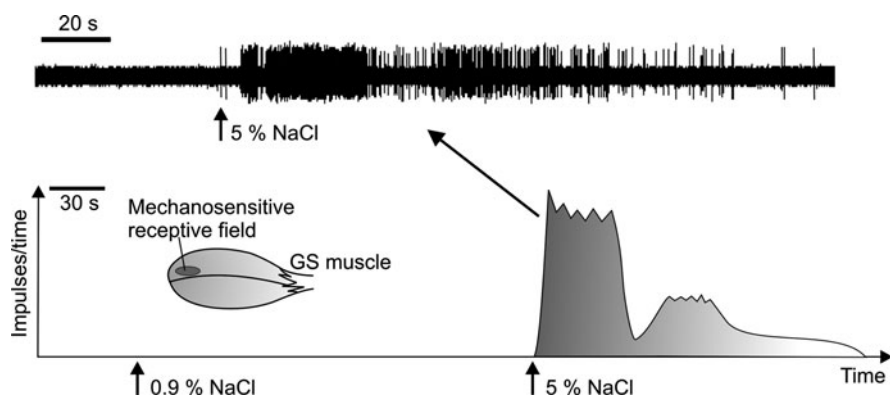 20 s
5 % NaCl
30 s
Mechanosensitive
receptive field
GS muscle
Impulses/time
0.9 % NaCl
5 % NaCl
Time